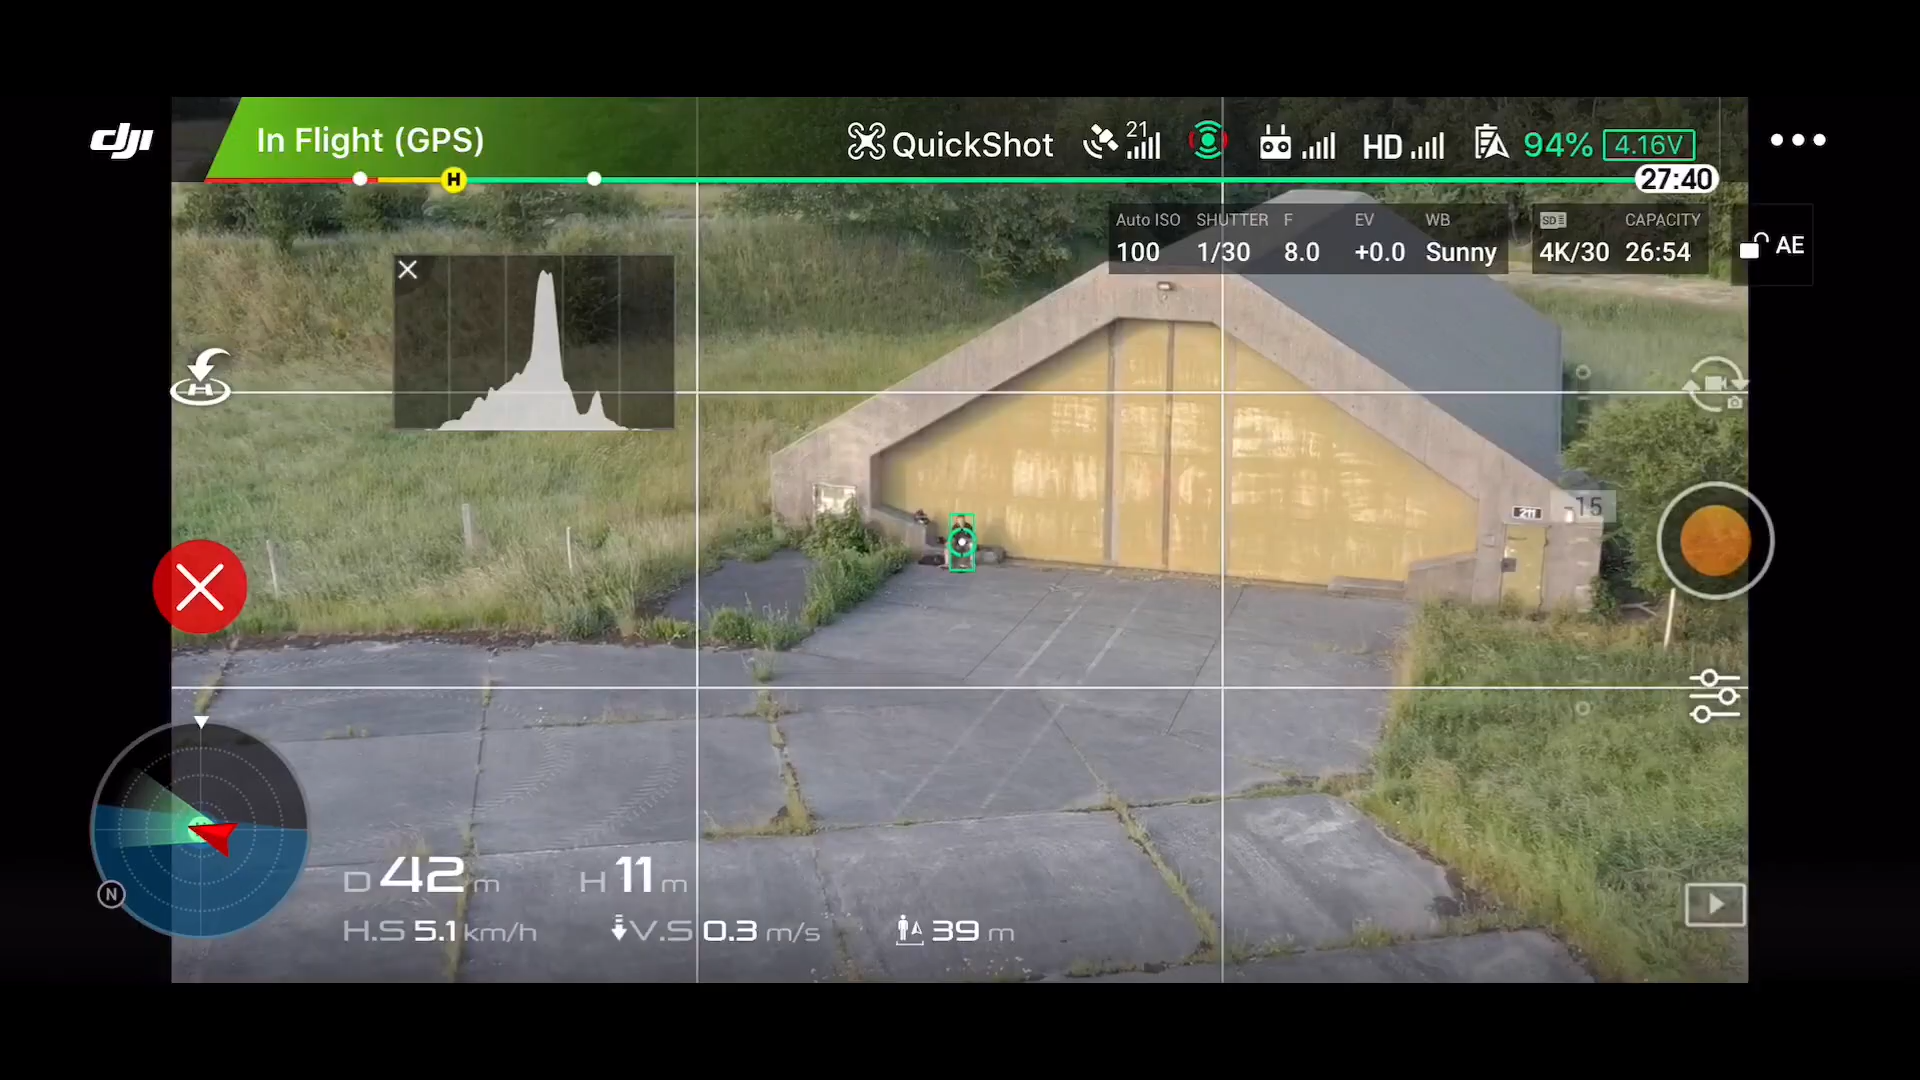 dji
In Flight (GPS)
QuickShot
21
HD
94%
4.16V
H
27:40
Auto ISO SHUTTER F EV WB
100 1/30 8.0 +0.0 Sunny
SD CAPACITY
4K/30 26:54
AE
-15
211
N
D 42 m
H 11 m
H.S 5.1 km/h
V.S 0.3 m/s
39 m